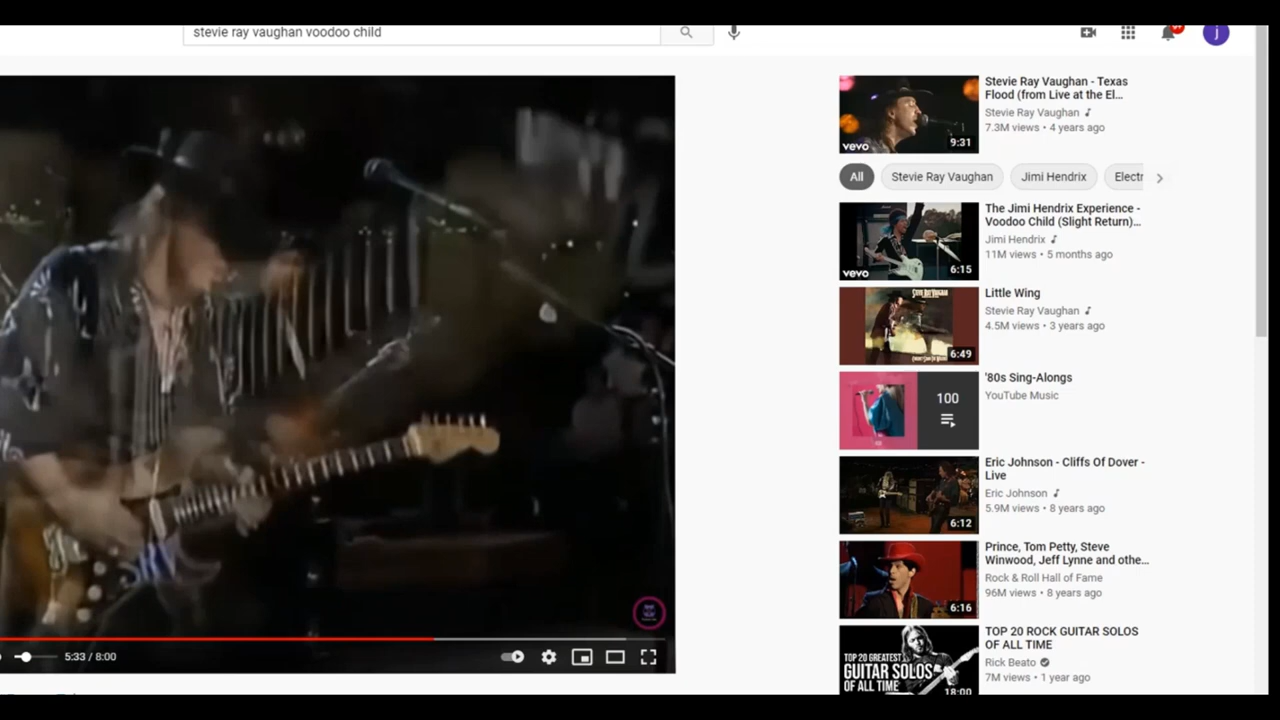 stevie ray vaughan voodoo child
j
Stevie Ray Vaughan - Texas
Flood (from Live at the El...
Stevie Ray Vaughan
7.3M views • 4 years ago
vevo
9:31
All
Stevie Ray Vaughan
Jimi Hendrix
Electr
The Jimi Hendrix Experience -
Voodoo Child (Slight Return)...
Jimi Hendrix
11M views • 5 months ago
vevo
6:15
Little Wing
Stevie Ray Vaughan
4.5M views • 3 years ago
6:49
'80s Sing-Alongs
YouTube Music
100
Eric Johnson - Cliffs Of Dover -
Live
Eric Johnson
5.9M views • 8 years ago
6:12
Prince, Tom Petty, Steve
Winwood, Jeff Lynne and othe...
Rock & Roll Hall of Fame
96M views • 8 years ago
6:16
TOP 20 ROCK GUITAR SOLOS
OF ALL TIME
Rick Beato
7M views • 1 year ago
TOP 20 GREATEST
GUITAR SOLOS
OF ALL TIME
18:00
5:33 / 8:00